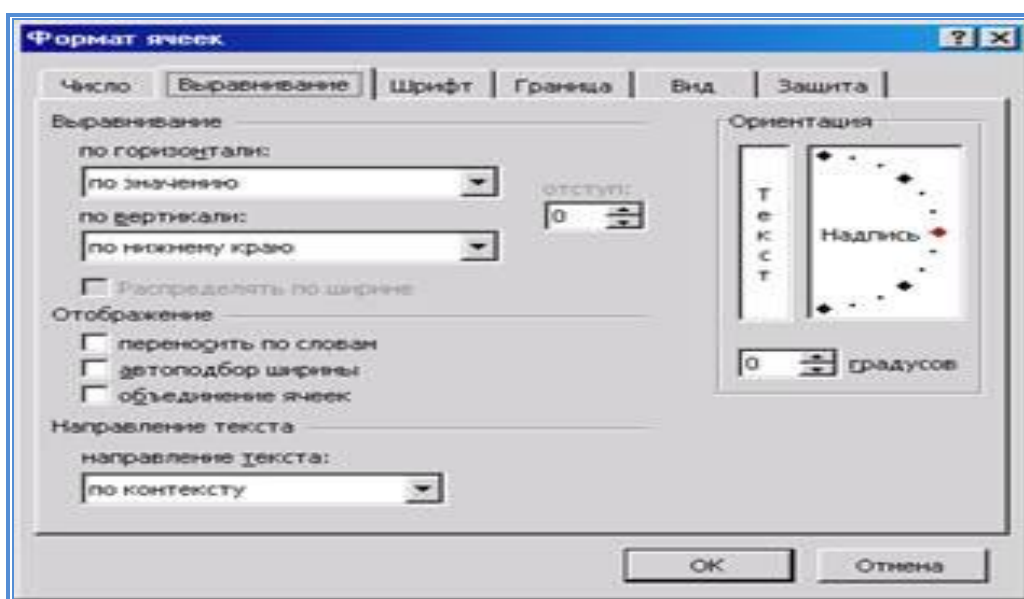 Формат ячеек
Число Выравнивание Шрифт Граница Вид Защита
Выравнивание
по горизонтали:
по значению
отступ:
0
по вертикали:
по нижнему краю
Распределять по ширине
Отображение
переносить по словам
автоподбор ширины
объединение ячеек
Направление текста
направление текста:
по контексту
Ориентация
Текст
Надпись
0 градусов
ОК Отмена